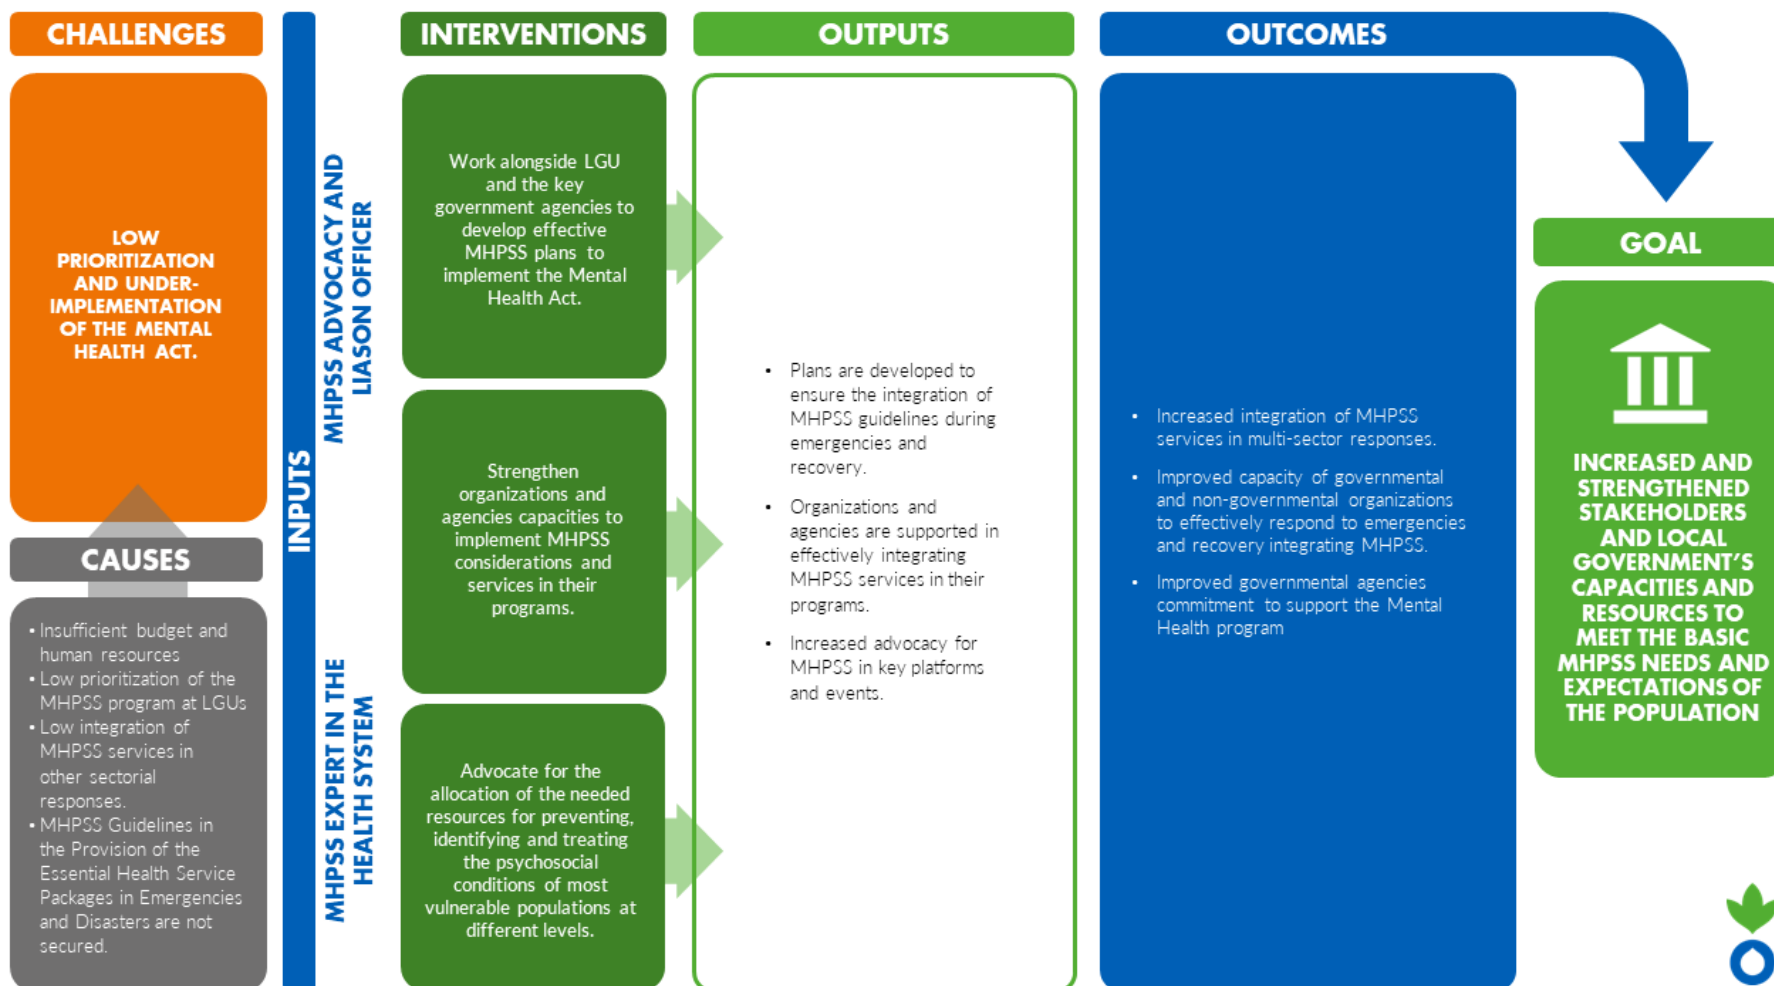 CHALLENGES
LOW
PRIORITIZATION
AND UNDER-
IMPLEMENTATION
OF THE MENTAL
HEALTH ACT.
CAUSES
• Insufficient budget and
human resources
• Low prioritization of the
MHPSS program at LGUs
• Low integration of
MHPSS services in
other sectorial
responses.
• MHPSS Guidelines in
the Provision of the
Essential Health Service
Packages in Emergencies
and Disasters are not
secured.
INPUTS
MHPSS ADVOCACY AND
LIASON OFFICER
MHPSS EXPERT IN THE
HEALTH SYSTEM
INTERVENTIONS
Work alongside LGU
and the key
government agencies to
develop effective
MHPSS plans to
implement the Mental
Health Act.
Strengthen
organizations and
agencies capacities to
implement MHPSS
considerations and
services in their
programs.
Advocate for the
allocation of the needed
resources for preventing,
identifying and treating
the psychosocial
conditions of most
vulnerable populations at
different levels.
OUTPUTS
• Plans are developed to
ensure the integration of
MHPSS guidelines during
emergencies and
recovery.
• Organizations and
agencies are supported in
effectively integrating
MHPSS services in their
programs.
• Increased advocacy for
MHPSS in key platforms
and events.
OUTCOMES
• Increased integration of MHPSS
services in multi-sector responses.
• Improved capacity of governmental
and non-governmental organizations
to effectively respond to emergencies
and recovery integrating MHPSS.
• Improved governmental agencies
commitment to support the Mental
Health program
GOAL
INCREASED AND
STRENGTHENED
STAKEHOLDERS
AND LOCAL
GOVERNMENT'S
CAPACITIES AND
RESOURCES TO
MEET THE BASIC
MHPSS NEEDS AND
EXPECTATIONS OF
THE POPULATION